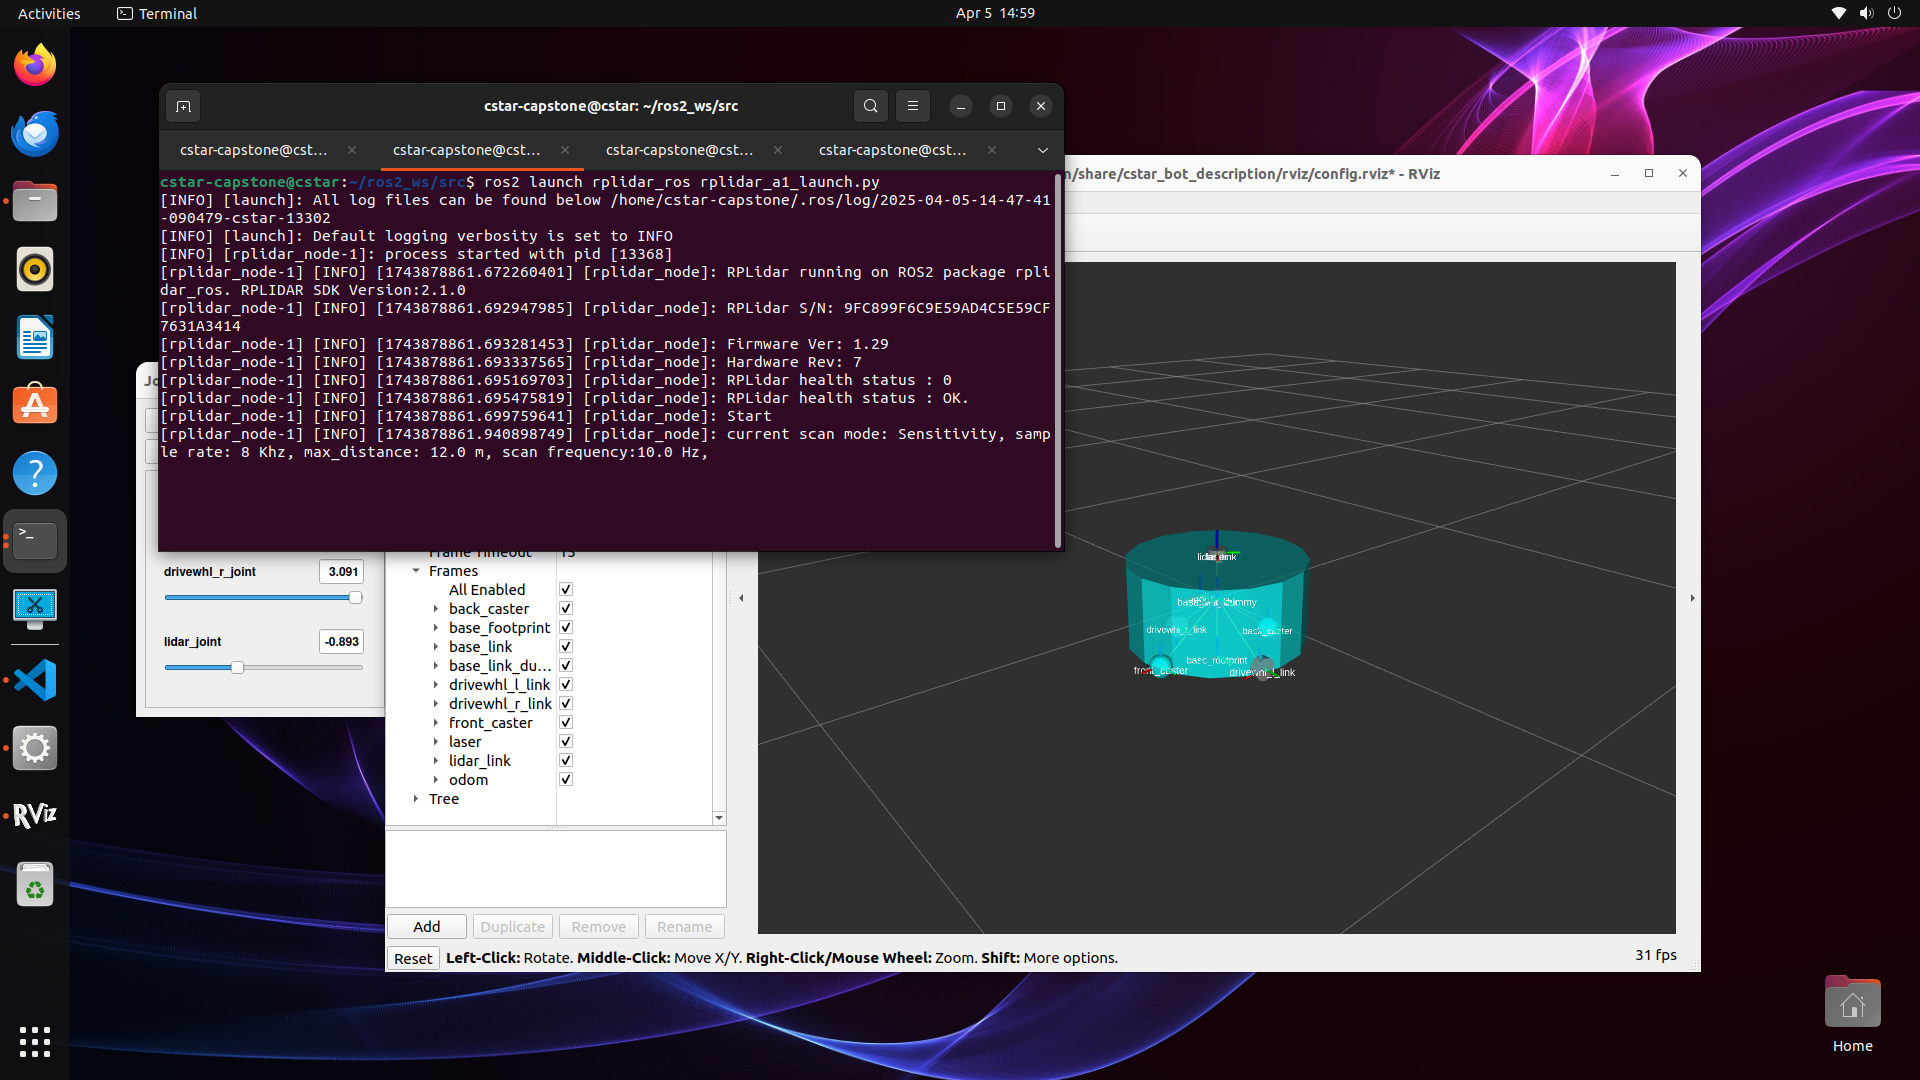 Activities
Terminal
Apr 5 14:59
cstar-capstone@cstar: ~/ros2_ws/src
cstar-capstone@cst...
cstar-capstone@cst...
cstar-capstone@cst...
cstar-capstone@cst...
cstar-capstone@cstar:~/ros2_ws/src$ ros2 launch rplidar_ros rplidar_a1_launch.py
[INFO] [launch]: All log files can be found below /home/cstar-capstone/.ros/log/2025-04-05-14-47-41
-090479-cstar-13302
[INFO] [launch]: Default logging verbosity is set to INFO
[INFO] [rplidar_node-1]: process started with pid [13368]
[rplidar_node-1] [INFO] [1743878861.672260401] [rplidar_node]: RPLidar running on ROS2 package rpli
dar_ros. RPLIDAR SDK Version:2.1.0
[rplidar_node-1] [INFO] [1743878861.692947985] [rplidar_node]: RPLidar S/N: 9FC899F6C9E59AD4C5E59CF
7631A3414
[rplidar_node-1] [INFO] [1743878861.693281453] [rplidar_node]: Firmware Ver: 1.29
[rplidar_node-1] [INFO] [1743878861.693337565] [rplidar_node]: Hardware Rev: 7
[rplidar_node-1] [INFO] [1743878861.695169703] [rplidar_node]: RPLidar health status : 0
[rplidar_node-1] [INFO] [1743878861.695475819] [rplidar_node]: RPLidar health status : OK.
[rplidar_node-1] [INFO] [1743878861.699759641] [rplidar_node]: Start
[rplidar_node-1] [INFO] [1743878861.940898749] [rplidar_node]: current scan mode: Sensitivity, samp
le rate: 8 Khz, max_distance: 12.0 m, scan frequency:10.0 Hz,
n/share/cstar_bot_description/rviz/config.rviz* - RViz
Jo
drivewhl_r_joint
3.091
lidar_joint
-0.893
Frame Timeout
15
Frames
All Enabled
back_caster
base_footprint
base_link
base_link_du...
drivewhl_l_link
drivewhl_r_link
front_caster
laser
lidar_link
odom
Tree
drivewhl_r_link
back_caster
base_footprint
front_caster
drivewhl_l_link
Add
Duplicate
Remove
Rename
Reset
Left-Click: Rotate. Middle-Click: Move X/Y. Right-Click/Mouse Wheel: Zoom. Shift: More options.
31 fps
RViz
Home